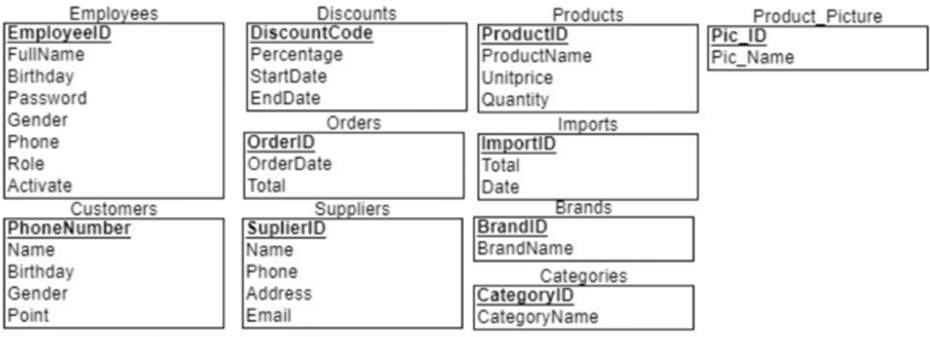 Employees
EmployeeID
FullName
Birthday
Password
Gender
Phone
Role
Activate
Customers
PhoneNumber
Name
Birthday
Gender
Point
Discounts
DiscountCode
Percentage
StartDate
EndDate
Orders
OrderID
OrderDate
Total
Suppliers
SuplierID
Name
Phone
Address
Email
Products
ProductID
ProductName
Unitprice
Quantity
Imports
ImportID
Total
Date
Brands
BrandID
BrandName
Categories
CategoryID
CategoryName
Product_Picture
Pic_ID
Pic_Name